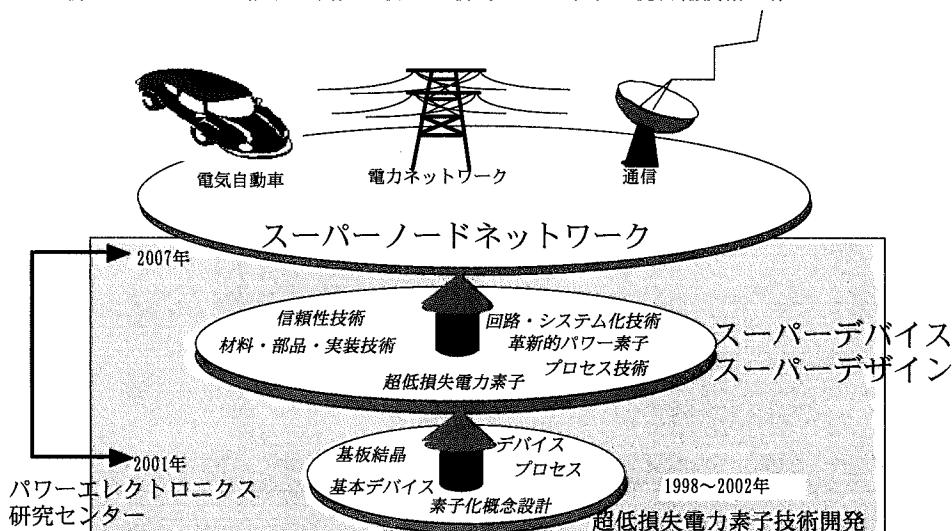 電気自動車
電力ネットワーク
通信
スーパーノードネットワーク
2007年
信頼性技術
回路・システム化技術
材料・部品・実装技術
革新的パワー素子
プロセス技術
超低損失電力素子
スーパーデバイス
スーパーデザイン
基板結晶
デバイス
プロセス
基本デバイス
素子化概念設計
2001年
パワーエレクトロニクス
研究センター
1998～2002年
超低損失電力素子技術開発